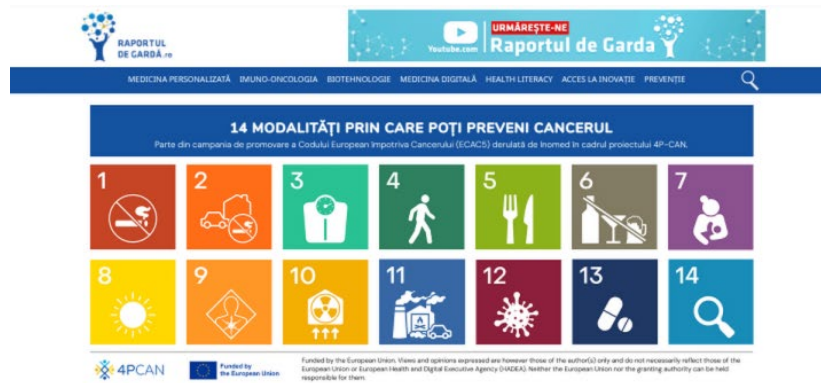 RAPORTUL
DE GARDĂ.ro
URMĂREȘTE-NE
Youtube.com
Raportul de Garda
MEDICINA PERSONALIZATĂ IMUNO-ONCOLOGIA BIOTEHNOLOGIE MEDICINA DIGITALĂ HEALTH LITERACY ACCES LA INOVAȚIE PREVENȚIE
14 MODALITĂȚI PRIN CARE POȚI PREVENI CANCERUL
Parte din campania de promovare a Codului European Impotriva Cancerului (ECAC5) derulată de Inomed în cadrul proiectului 4P-CAN.
1 2 3 4 5 6 7
8 9 10 11 12 13 14
4PCAN
Funded by
the European Union
Funded by the European Union. Views and opinions expressed are however those of the author(s) only and do not necessarily reflect those of the
European Union or European Health and Digital Executive Agency (HADEA). Neither the European Union nor the granting authority can be held
responsible for them.